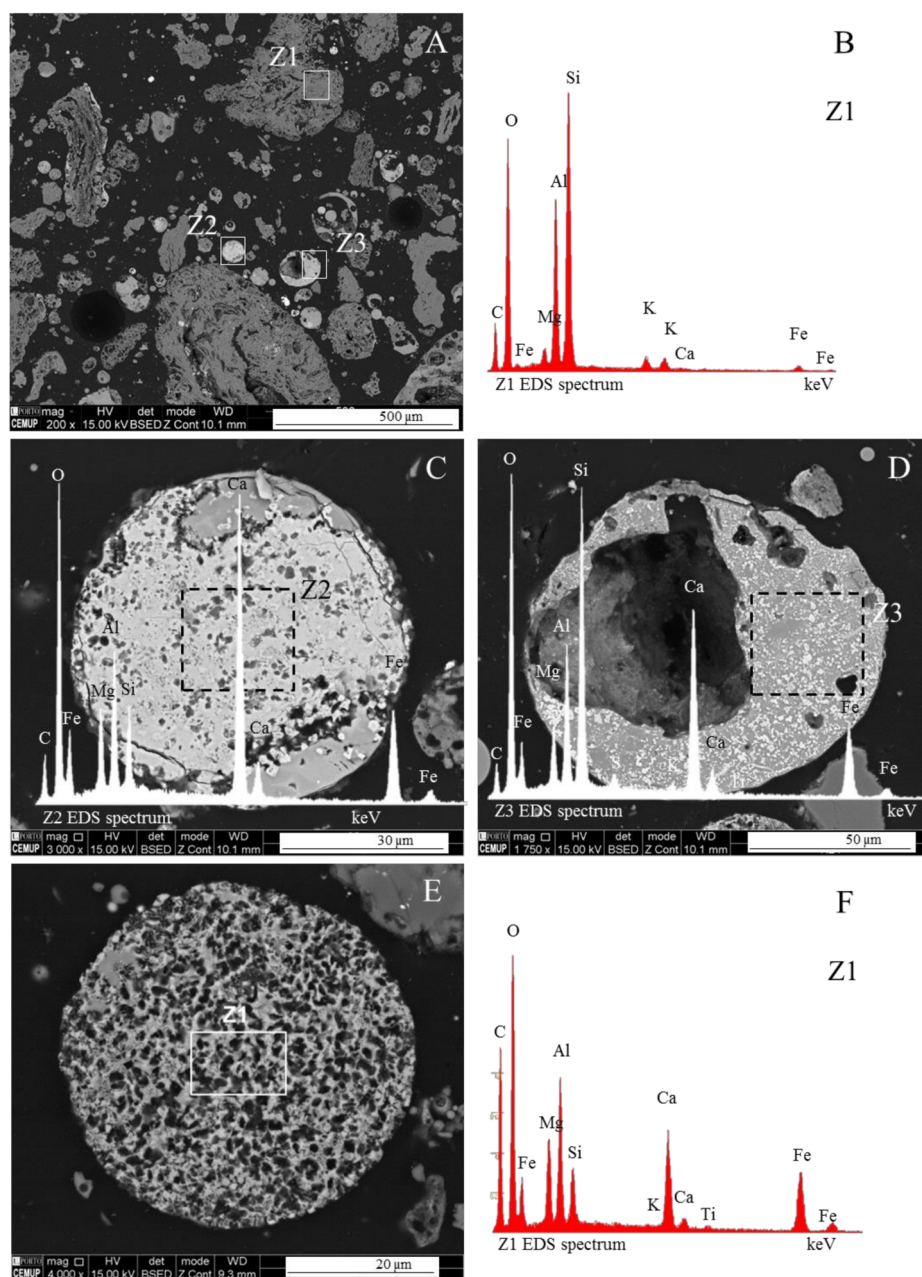 A
Z1
Z2
Z3
U.PORTO CEMUP
mag HV det mode WD
200 x 15.00 kV BSED Z Cont 10.1 mm
500 µm
B
Z1
Si
O
Al
C
Fe
Mg
K
K
Ca
Fe
Fe
Z1 EDS spectrum keV
C
O
Ca
Z2
Al
Mg
Si
C
Fe
Ca
Fe
Fe
Z2 EDS spectrum keV
U.PORTO CEMUP
mag HV det mode WD
3 000 x 15.00 kV BSED Z Cont 10.1 mm
30 µm
D
O
Si
Ca
Z3
Al
Mg
C
Fe
Ca
Fe
Fe
Z3 EDS spectrum keV
U.PORTO CEMUP
mag HV det mode WD
1 750 x 15.00 kV BSED Z Cont 10.1 mm
50 µm
E
Z1
U.PORTO CEMUP
mag HV det mode WD
4 000 x 15.00 kV BSED Z Cont 9.3 mm
20 µm
F
Z1
O
C
Al
Mg
Fe
Si
Ca
K
Ca
Ti
Fe
Fe
Z1 EDS spectrum keV